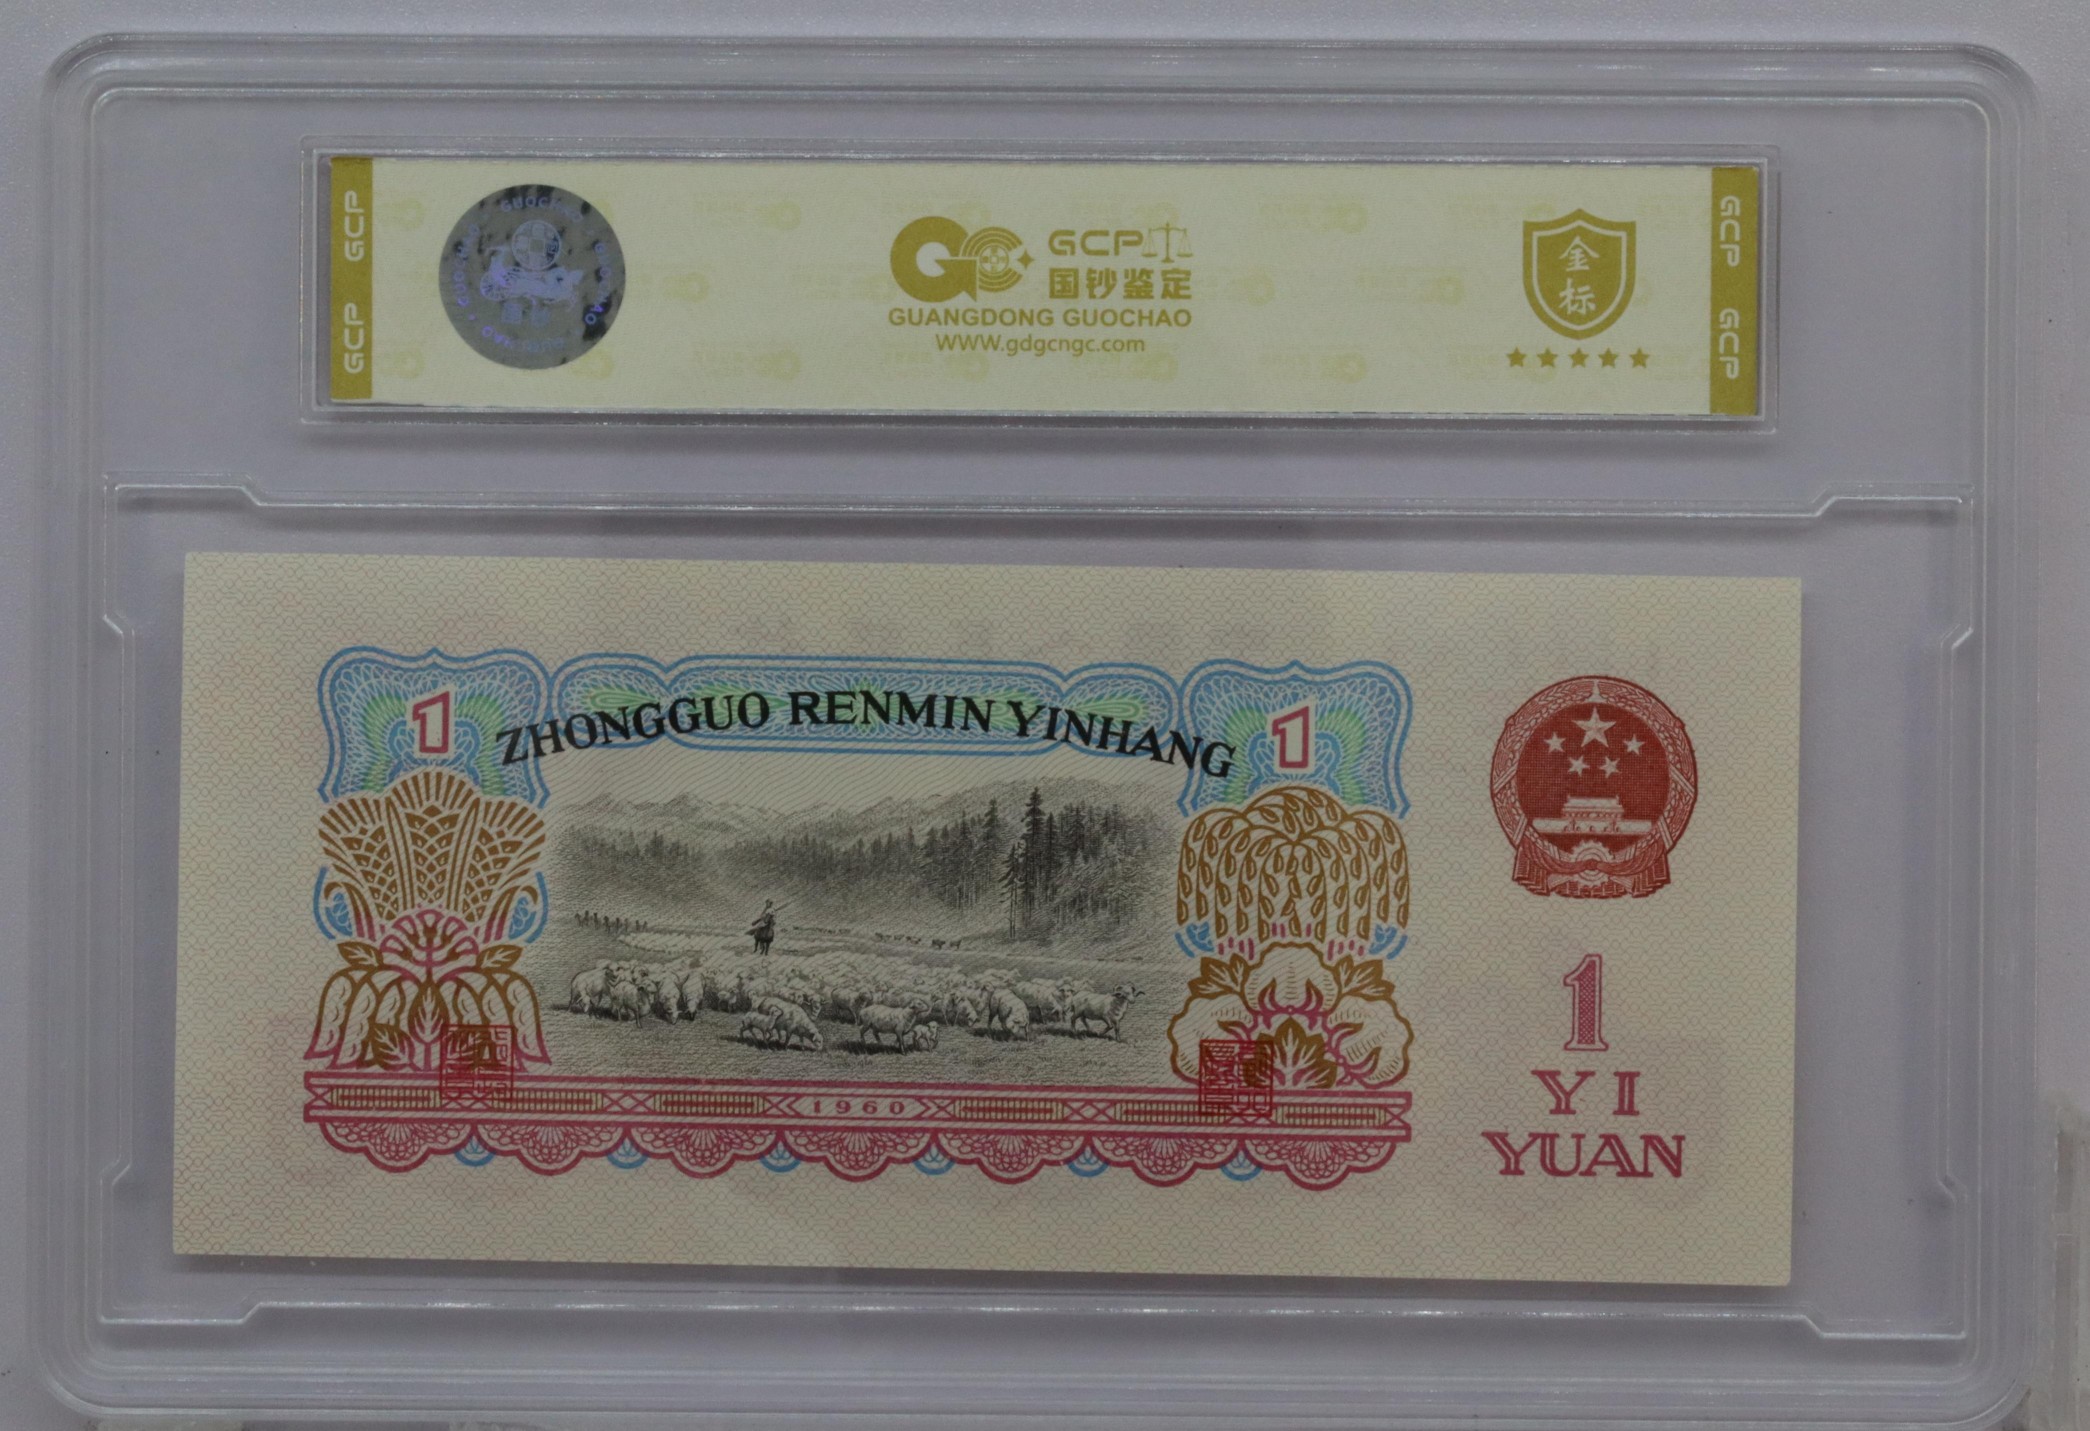 GCP GCP
GUOCHAO
GCP
国钞鉴定
GUANGDONG GUOCHAO
www.gdgcngc.com
金标
GCP GCP
1
ZHONGGUO RENMIN YINHANG
1
1960
1
YI
YUAN